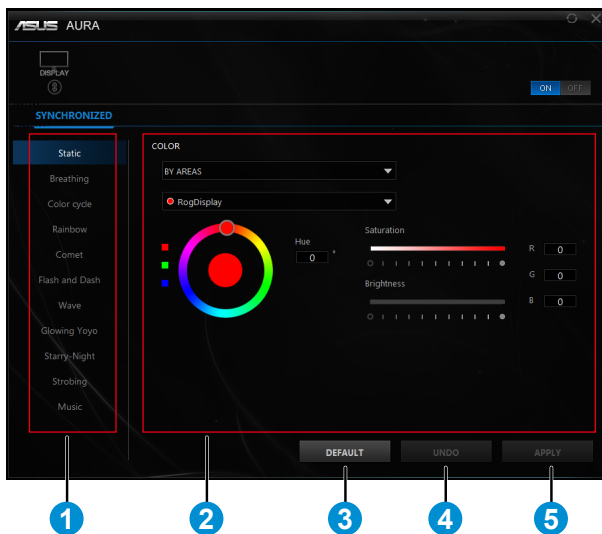 ASUS AURA
DISPLAY
ON OFF
SYNCHRONIZED
Static
Breathing
Color cycle
Rainbow
Comet
Flash and Dash
Wave
Glowing Yoyo
Starry-Night
Strobing
Music
COLOR
BY AREAS
RogDisplay
Hue
0 °
Saturation
Brightness
R 0
G 0
B 0
DEFAULT UNDO APPLY
1 2 3 4 5